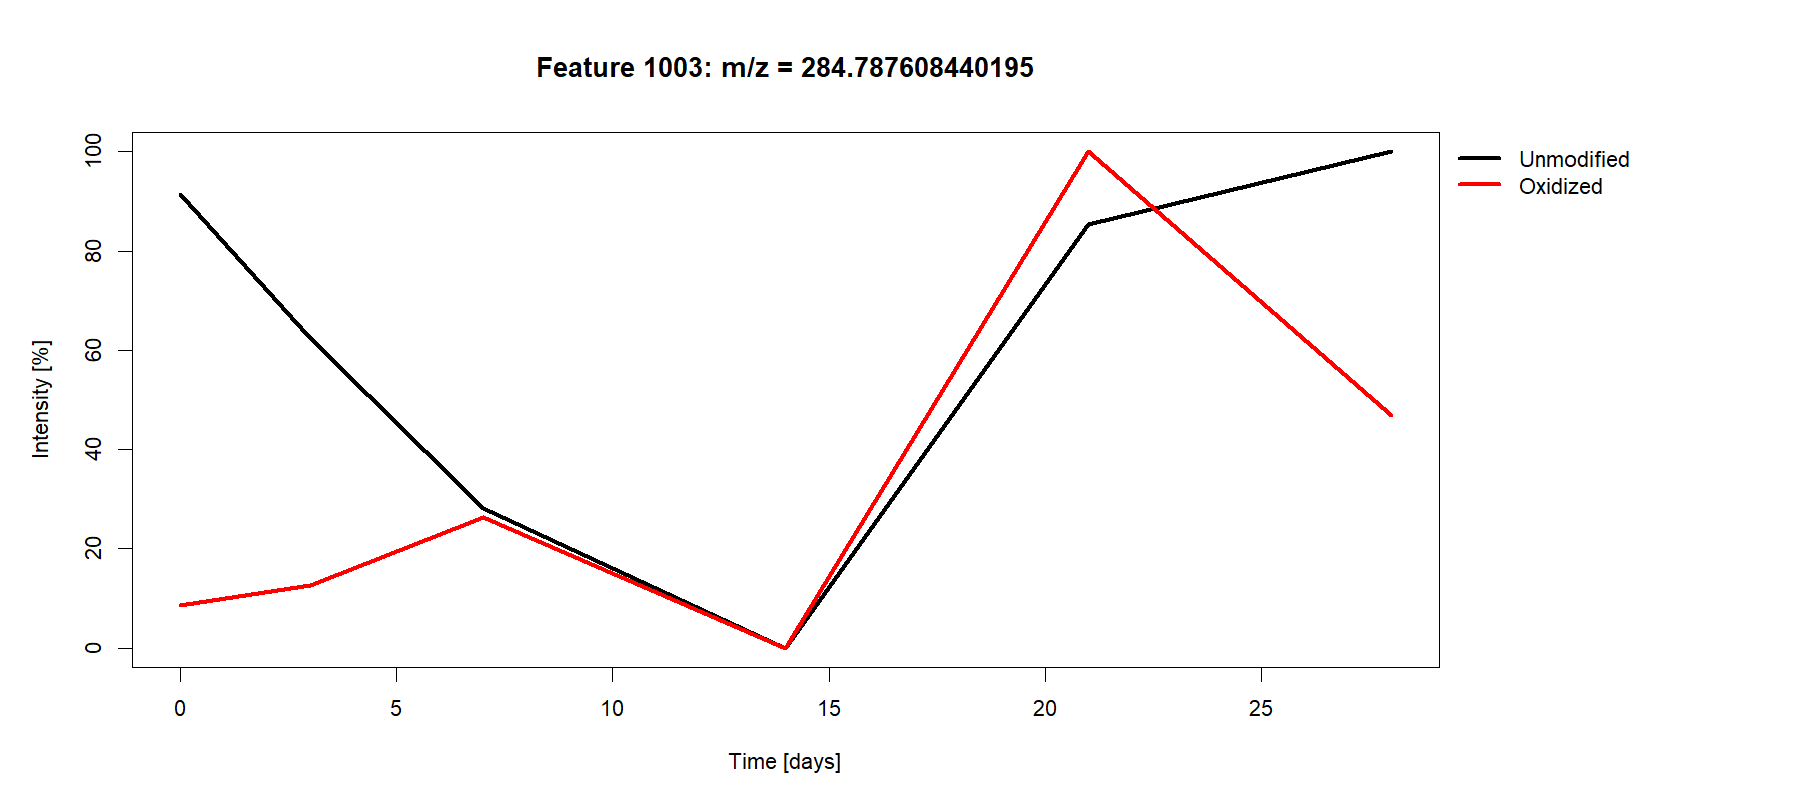 Feature 1003: m/z = 284.787608440195
Unmodified
Oxidized
Intensity [%]
100
80
60
40
20
0
0 5 10 15 20 25
Time [days]